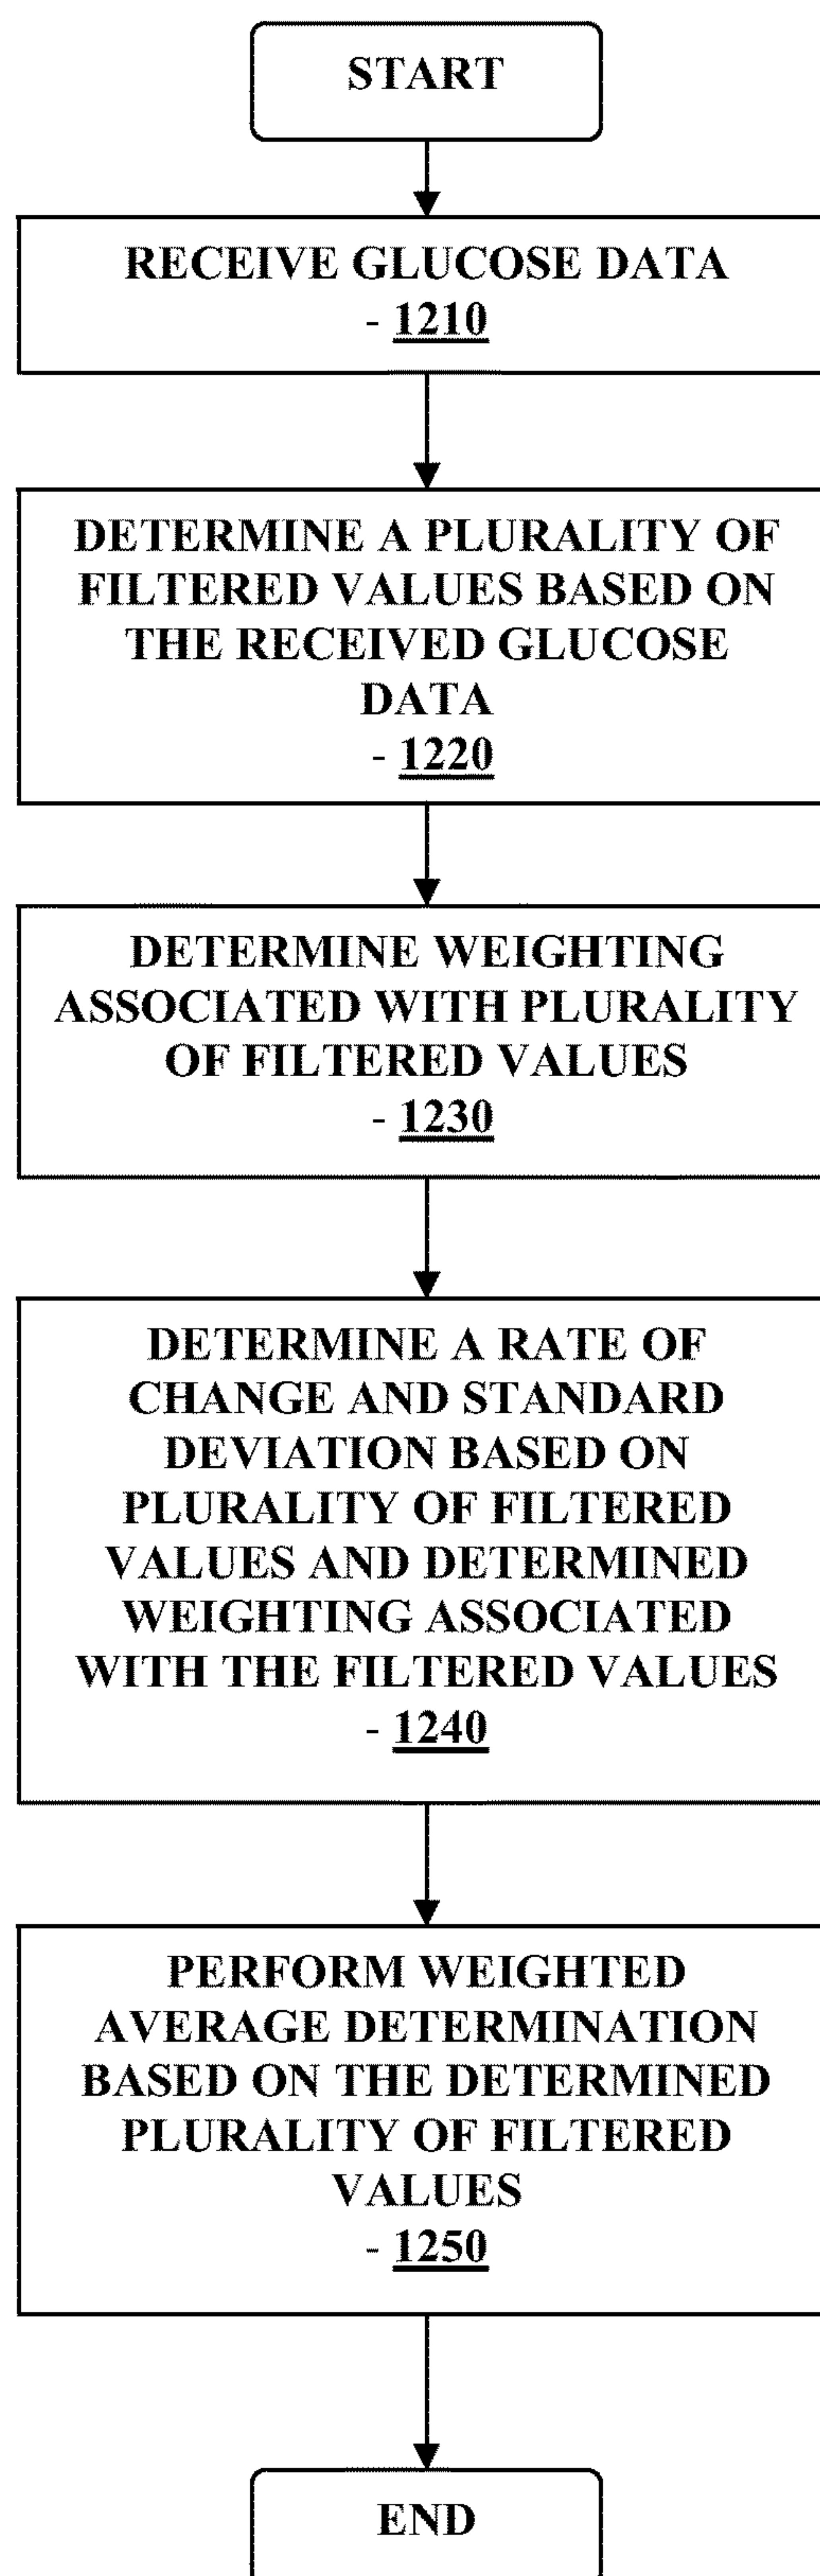 START
RECEIVE GLUCOSE DATA
- 1210
DETERMINE A PLURALITY OF
FILTERED VALUES BASED ON
THE RECEIVED GLUCOSE
DATA
- 1220
DETERMINE WEIGHTING
ASSOCIATED WITH PLURALITY
OF FILTERED VALUES
- 1230
DETERMINE A RATE OF
CHANGE AND STANDARD
DEVIATION BASED ON
PLURALITY OF FILTERED
VALUES AND DETERMINED
WEIGHTING ASSOCIATED
WITH THE FILTERED VALUES
- 1240
PERFORM WEIGHTED
AVERAGE DETERMINATION
BASED ON THE DETERMINED
PLURALITY OF FILTERED
VALUES
- 1250
END